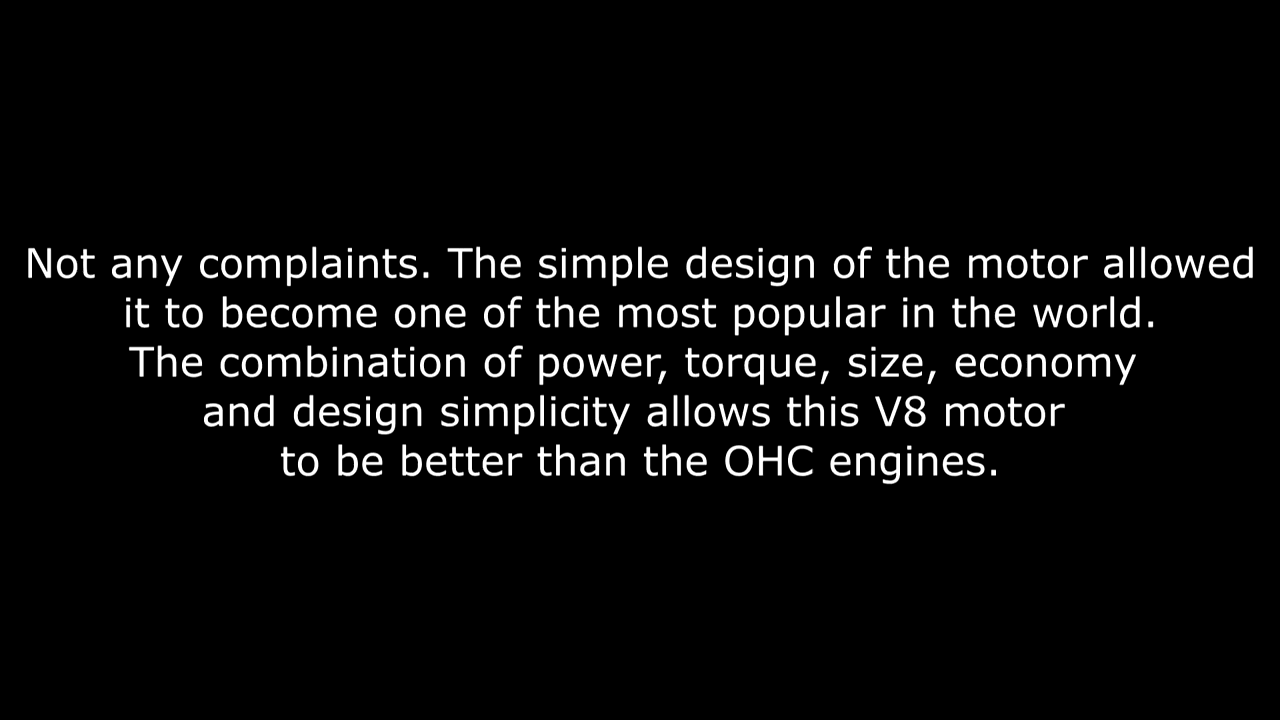 Not any complaints. The simple design of the motor allowed
it to become one of the most popular in the world.
The combination of power, torque, size, economy
and design simplicity allows this V8 motor
to be better than the OHC engines.